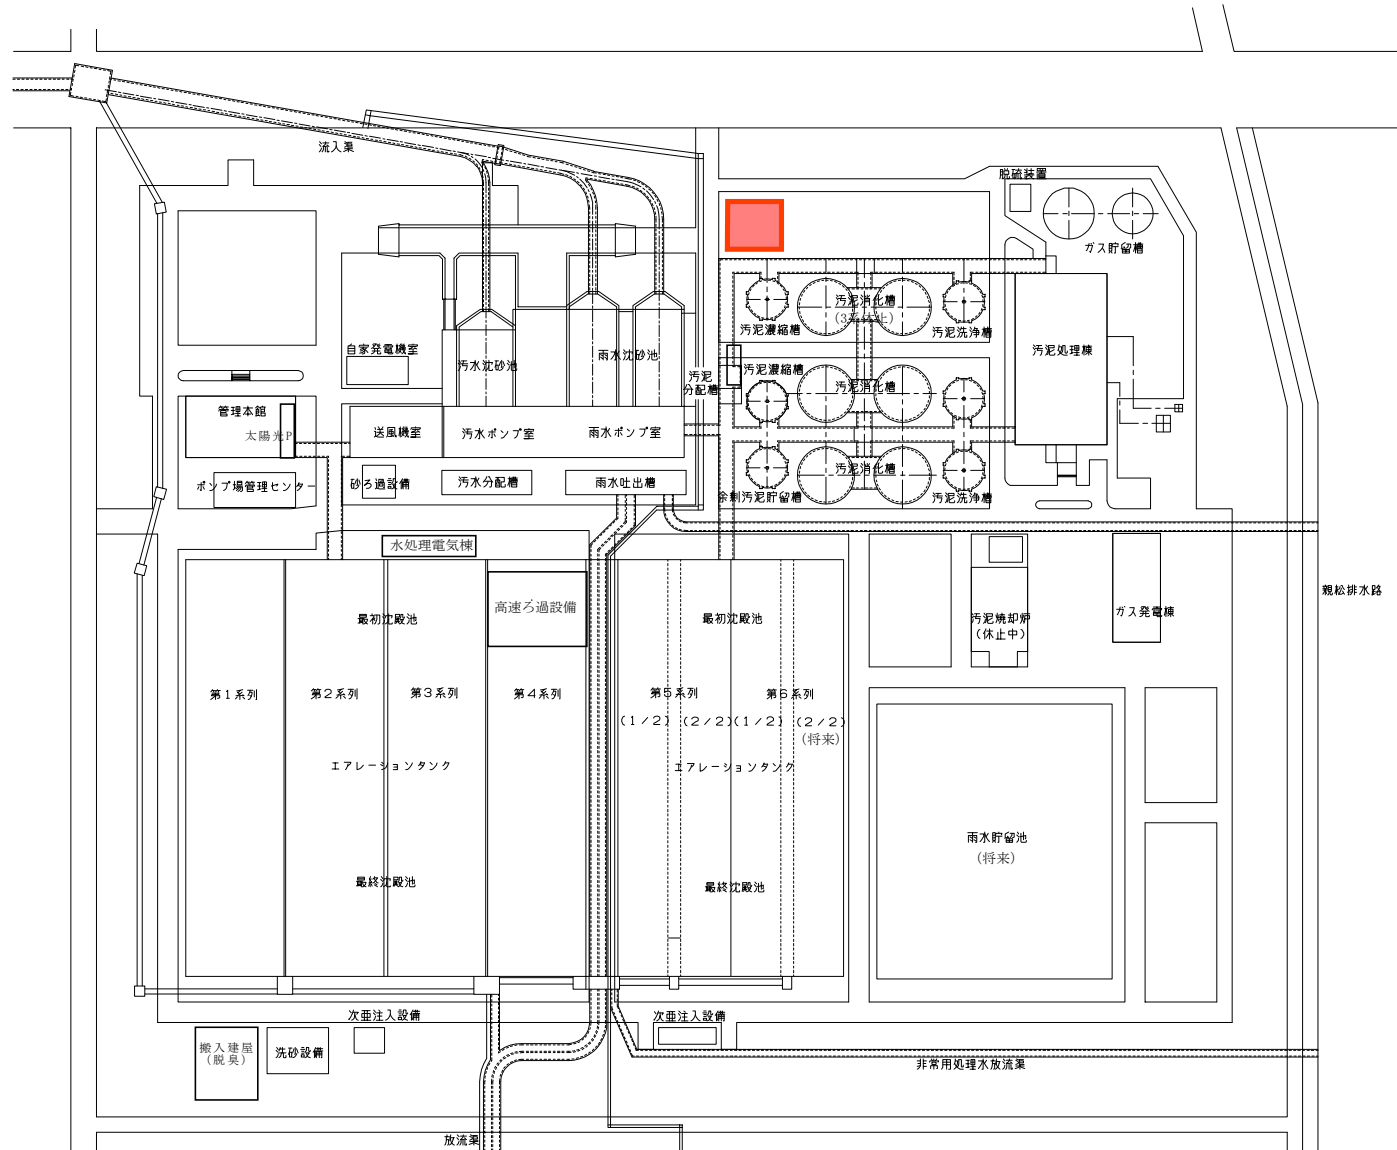 流入渠
脱硫装置
ガス貯留槽
汚泥消化槽
汚泥濃縮槽
汚泥洗浄槽
自家発電機室
汚水沈砂池
雨水沈砂池
汚泥処理棟
汚泥
分配槽
汚泥濃縮槽
汚泥消化槽
管理本館
太陽光P
送風機室
汚水ポンプ室
雨水ポンプ室
汚泥消化槽
ポンプ場管理センター
砂ろ過設備
汚水分配槽
雨水吐出槽
余剰汚泥貯留槽
汚泥洗浄槽
水処理電気棟
親松排水路
高速ろ過設備
最初沈殿池
最初沈殿池
汚泥焼却炉
(休止中)
ガス発電棟
第1系列
第2系列
第3系列
第4系列
第5系列
第6系列
(1/2)
(2/2)
(1/2)
(2/2)
(将来)
エアレーションタンク
エアレーションタンク
雨水貯留池
(将来)
最終沈殿池
最終沈殿池
次亜注入設備
次亜注入設備
搬入建屋
(脱臭)
洗砂設備
非常用処理水放流渠
放流渠